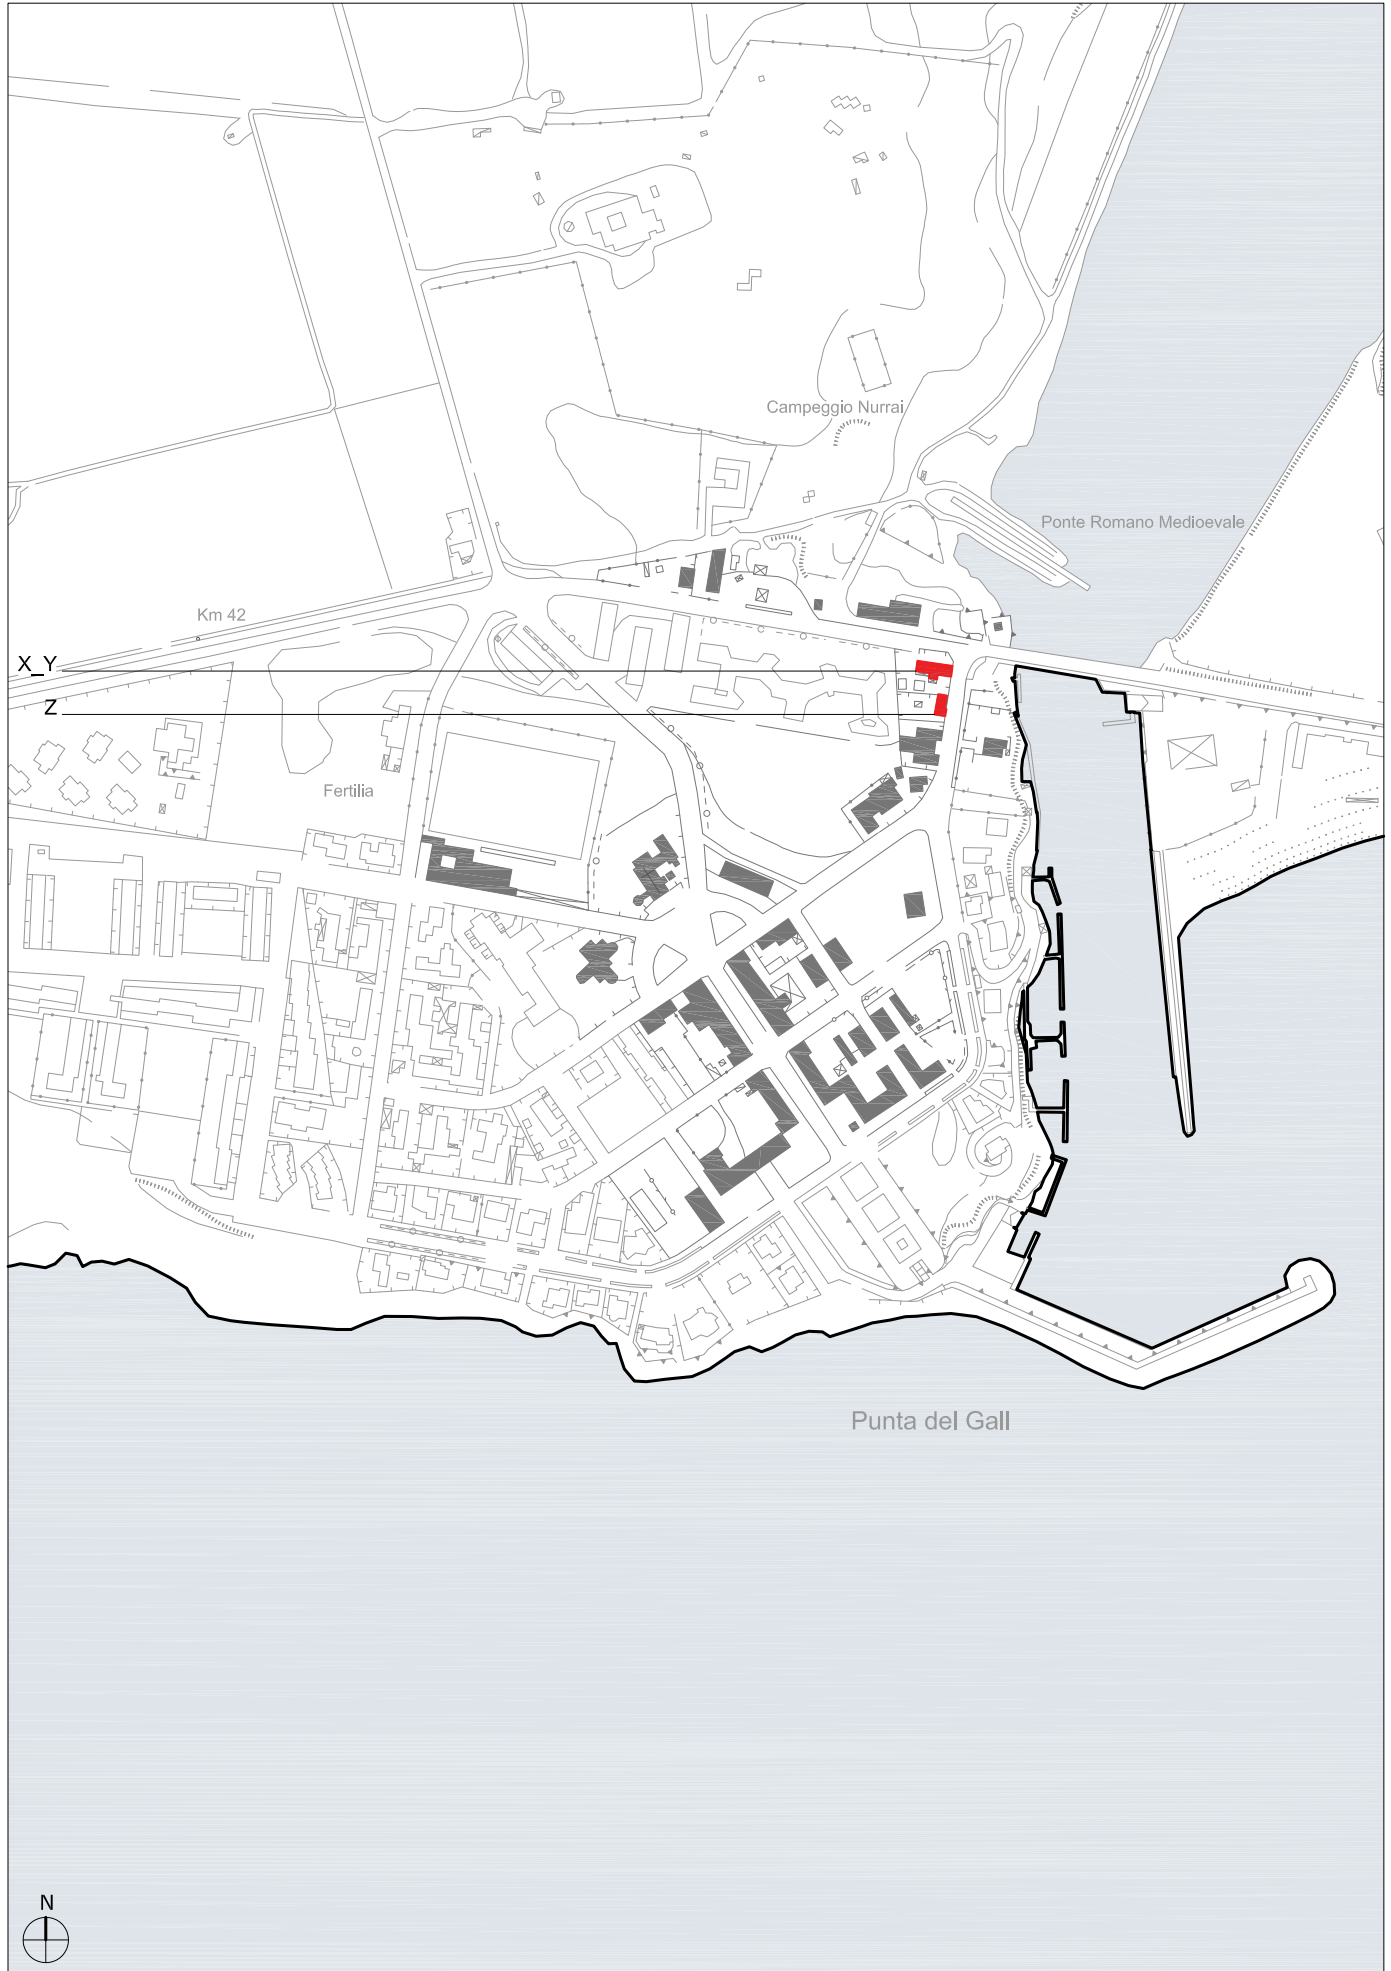 Campeggio Nurrai
Ponte Romano Medioevale
Km 42
X_Y
Z
Fertilia
Punta del Gall
N